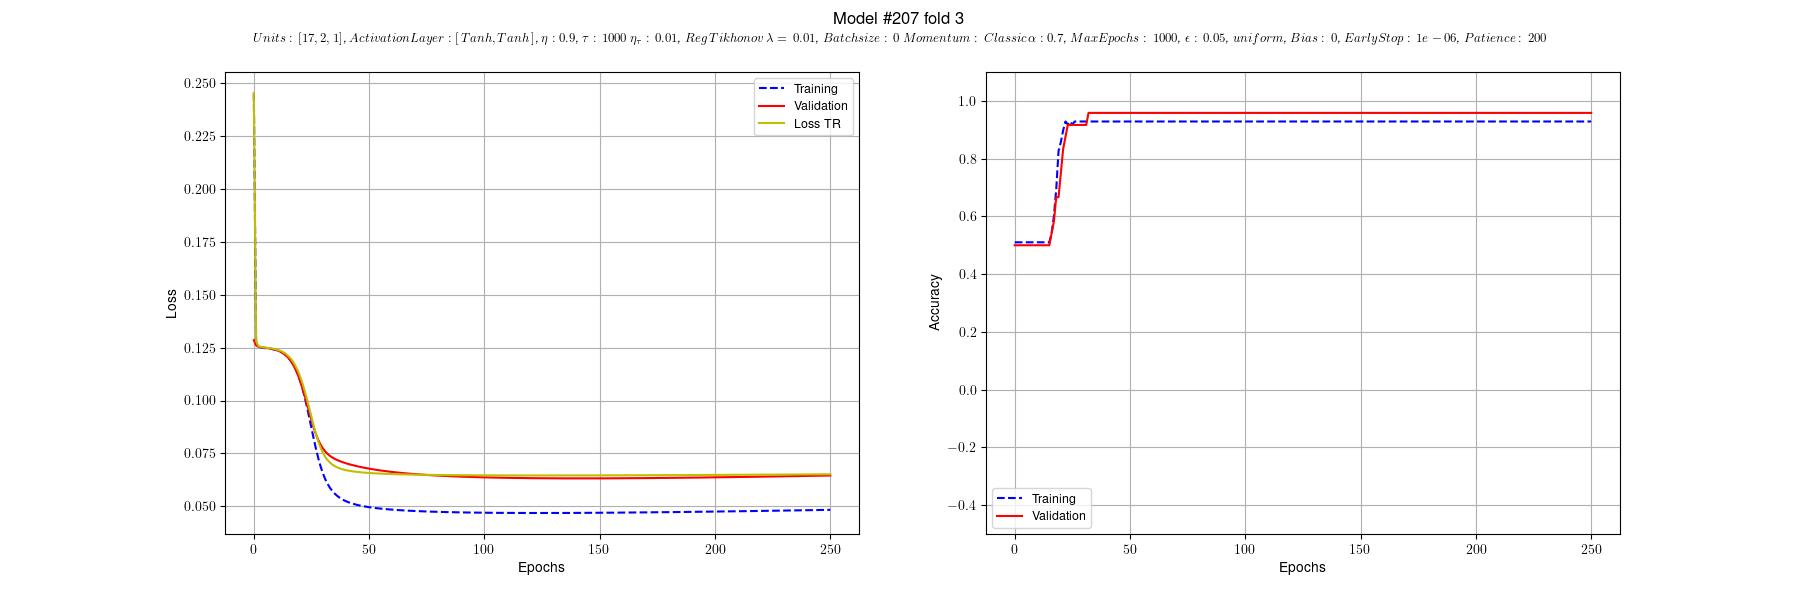 Model #207 fold 3
Units : [17, 2, 1], ActivationLayer : [Tanh, Tanh], η : 0.9, τ : 1000 ητ : 0.01, RegTikhonov λ = 0.01, Batchsize : 0 Momentum : Classicα : 0.7, MaxEpochs : 1000, ϵ : 0.05, uniform, Bias : 0, EarlyStop : 1e − 06, Patience : 200
0.250
0.225
0.200
0.175
0.150
0.125
0.100
0.075
0.050
Loss
Training
Validation
Loss TR
0 50 100 150 200 250
Epochs
1.0
0.8
0.6
0.4
0.2
0.0
−0.2
−0.4
Accuracy
Training
Validation
0 50 100 150 200 250
Epochs